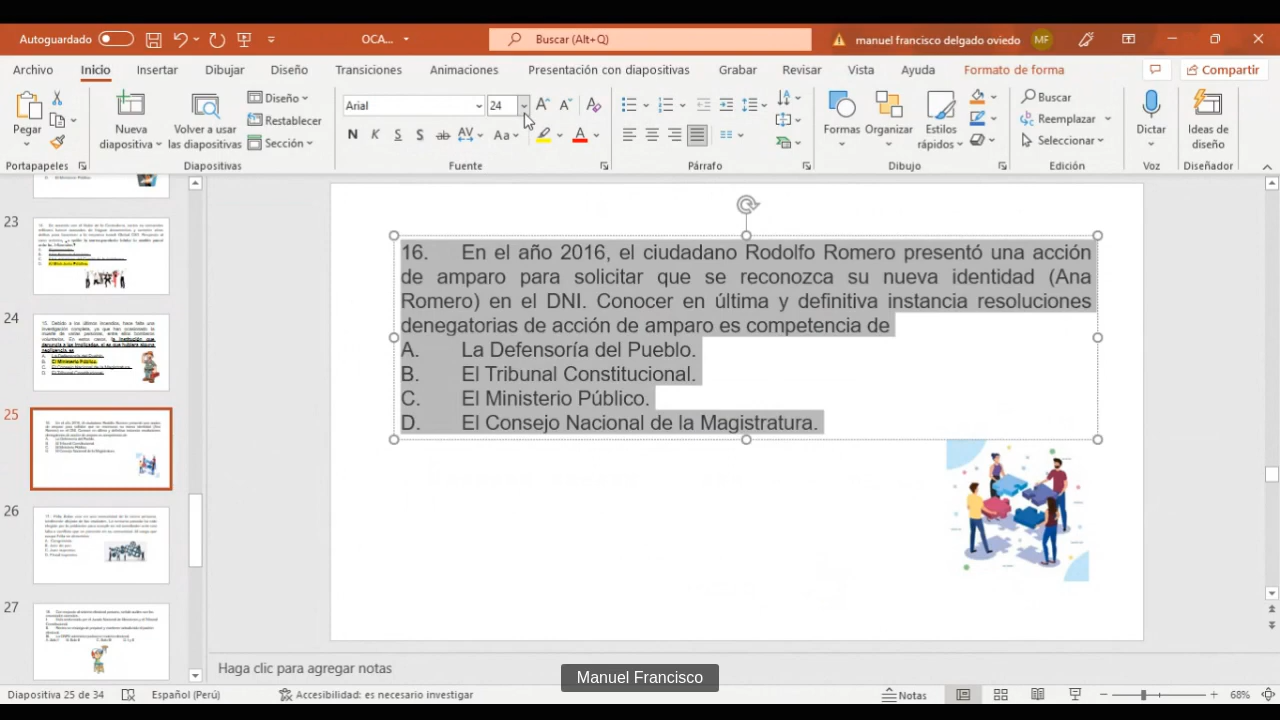 Autoguardado
OCA...
Buscar (Alt+Q)
manuel francisco delgado oviedo
MF
Archivo
Inicio
Insertar
Dibujar
Diseño
Transiciones
Animaciones
Presentación con diapositivas
Grabar
Revisar
Vista
Ayuda
Formato de forma
Compartir
Pegar
Nueva
diapositiva
Volver a usar
las diapositivas
Diseño
Restablecer
Sección
Arial
24
N K S S ab AV Aa
Formas
Organizar
Estilos
rápidos
Buscar
Reemplazar
Seleccionar
Dictar
Ideas de
diseño
Portapapeles
Diapositivas
Fuente
Párrafo
Dibujo
Edición
Voz
Diseñador
23
24
25
26
27
16. En el año 2016, el ciudadano Rodolfo Romero presentó una acción
de amparo para solicitar que se reconozca su nueva identidad (Ana
Romero) en el DNI. Conocer en última y definitiva instancia resoluciones
denegatorias de acción de amparo es competencia de
A. La Defensoría del Pueblo.
B. El Tribunal Constitucional.
C. El Ministerio Público.
D. El Consejo Nacional de la Magistratura.
Haga clic para agregar notas
Manuel Francisco
Diapositiva 25 de 34
Español (Perú)
Accesibilidad: es necesario investigar
Notas
68%